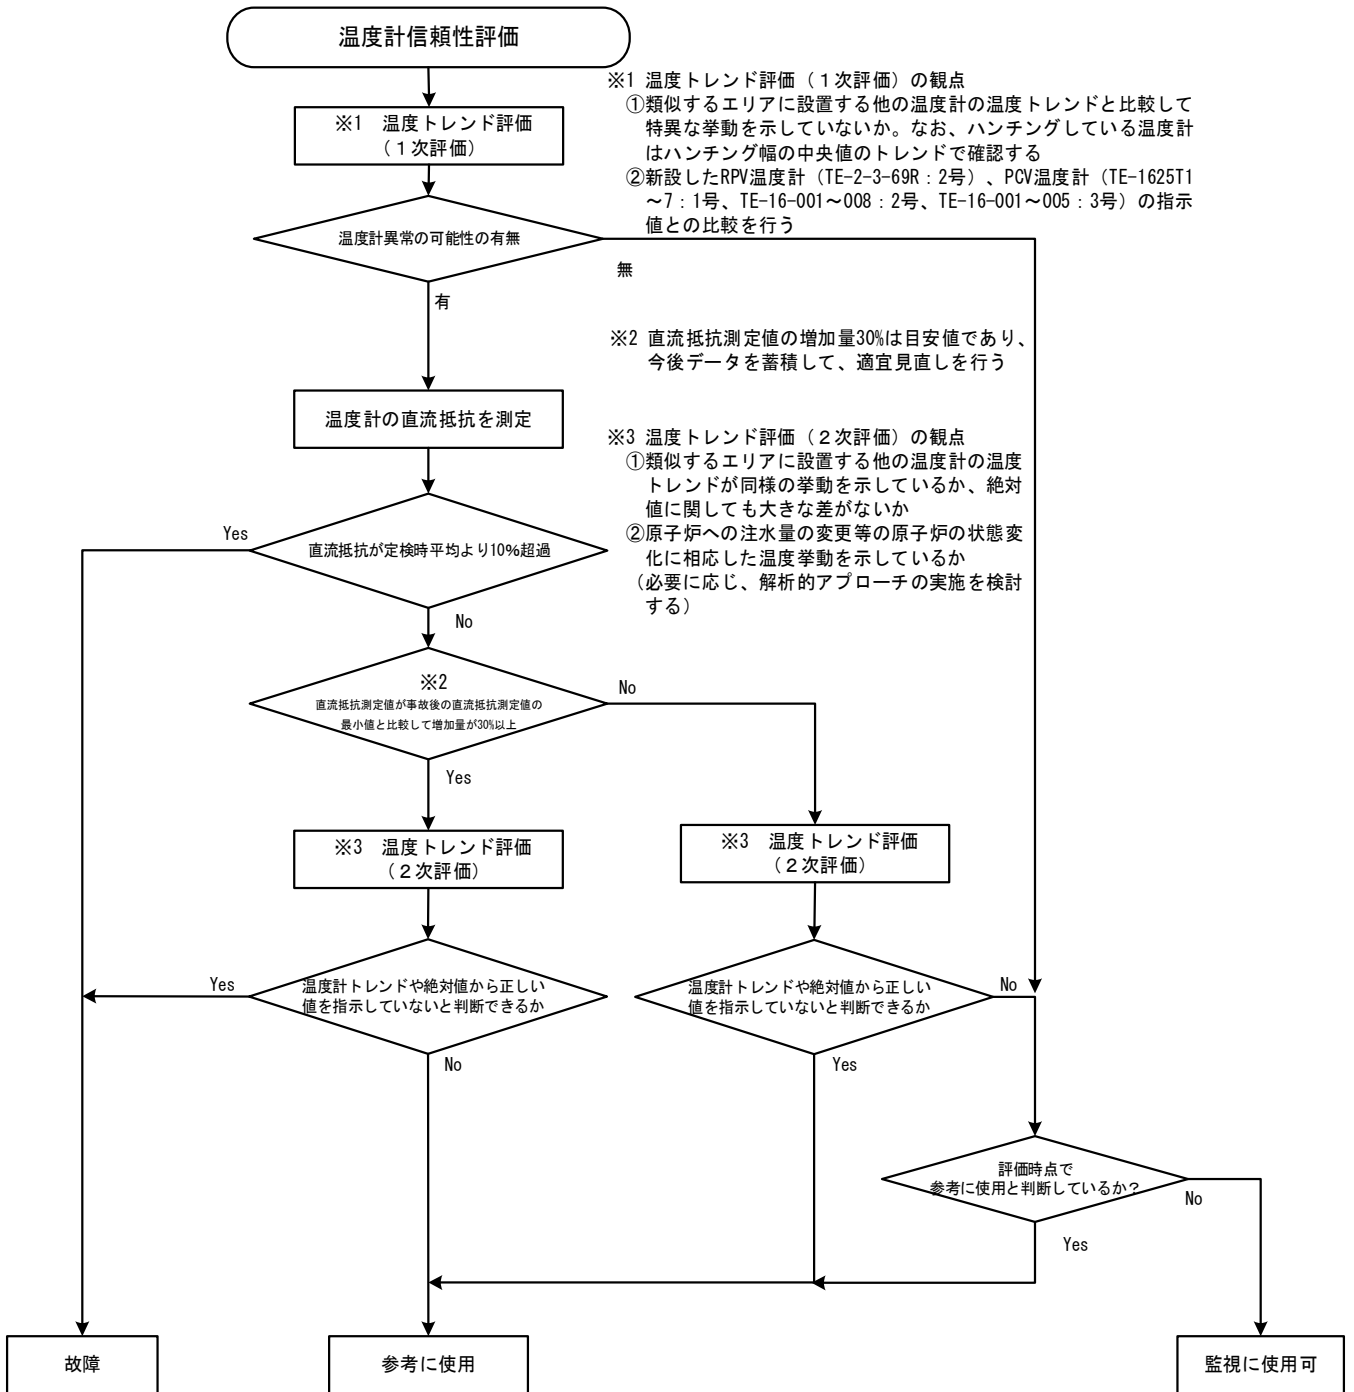 温度計信頼性評価
※1 温度トレンド評価
(1次評価)
※1 温度トレンド評価(1次評価)の観点
①類似するエリアに設置する他の温度計の温度トレンドと比較して
特異な挙動を示していないか。なお、ハンチングしている温度計
はハンチング幅の中央値のトレンドで確認する
②新設したRPV温度計(TE-2-3-69R:2号)、PCV温度計(TE-1625T1
~7:1号、TE-16-001~008:2号、TE-16-001~005:3号)の指示
値との比較を行う
温度計異常の可能性の有無
無
有
※2 直流抵抗測定値の増加量30%は目安値であり、
今後データを蓄積して、適宜見直しを行う
温度計の直流抵抗を測定
※3 温度トレンド評価(2次評価)の観点
①類似するエリアに設置する他の温度計の温度
トレンドが同様の挙動を示しているか、絶対
値に関しても大きな差がないか
②原子炉への注水量の変更等の原子炉の状態変
化に相応した温度挙動を示しているか
(必要に応じ、解析的アプローチの実施を検討
する)
Yes
直流抵抗が定検時平均より10%超過
No
※2
直流抵抗測定値が事故後の直流抵抗測定値の
最小値と比較して増加量が30%以上
No
Yes
※3 温度トレンド評価
(2次評価)
※3 温度トレンド評価
(2次評価)
Yes
温度計トレンドや絶対値から正しい
値を指示していないと判断できるか
No
温度計トレンドや絶対値から正しい
値を指示していないと判断できるか
No
Yes
評価時点で
参考に使用と判断しているか?
No
Yes
故障
参考に使用
監視に使用可